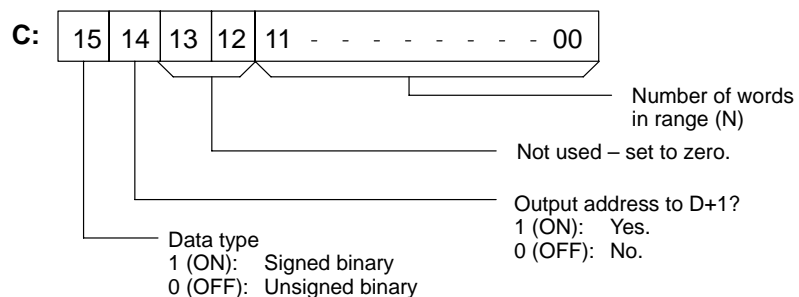 C: 15 14 13 12 11 - - - - - - - - 00
Number of words
in range (N)
Not used – set to zero.
Output address to D+1?
1 (ON): Yes.
0 (OFF): No.
Data type
1 (ON): Signed binary
0 (OFF): Unsigned binary